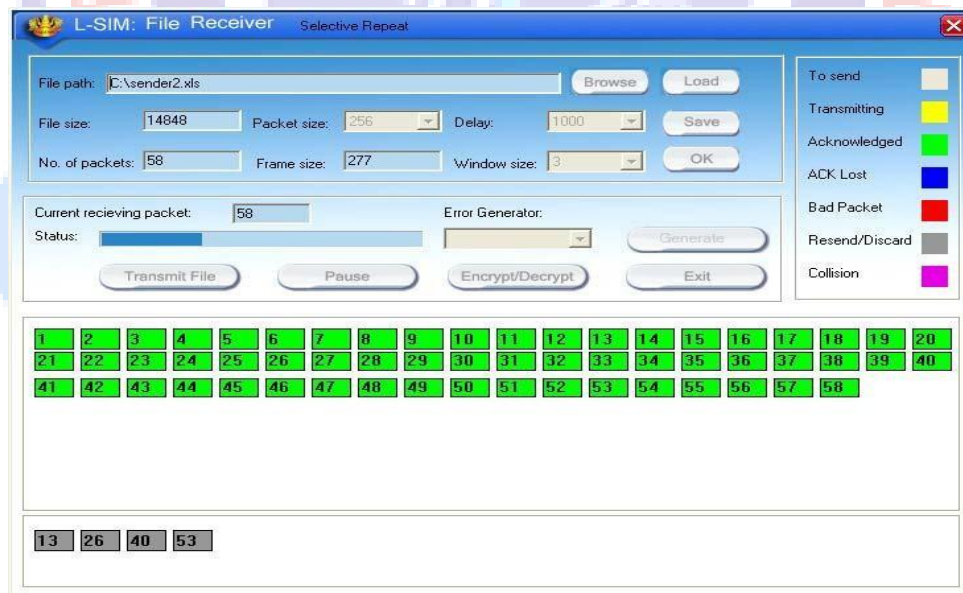 L-SIM: File Receiver Selective Repeat
File path: C:\sender2.xls Browse Load
File size: 14848 Packet size: 256 Delay: 1000 Save
No. of packets: 58 Frame size: 277 Window size: 3 OK
To send
Transmitting
Acknowledged
ACK Lost
Bad Packet
Resend/Discard
Collision
Current recieving packet: 58 Error Generator:
Status: Generate
Transmit File Pause Encrypt/Decrypt Exit
1 2 3 4 5 6 7 8 9 10 11 12 13 14 15 16 17 18 19 20
21 22 23 24 25 26 27 28 29 30 31 32 33 34 35 36 37 38 39 40
41 42 43 44 45 46 47 48 49 50 51 52 53 54 55 56 57 58
13 26 40 53